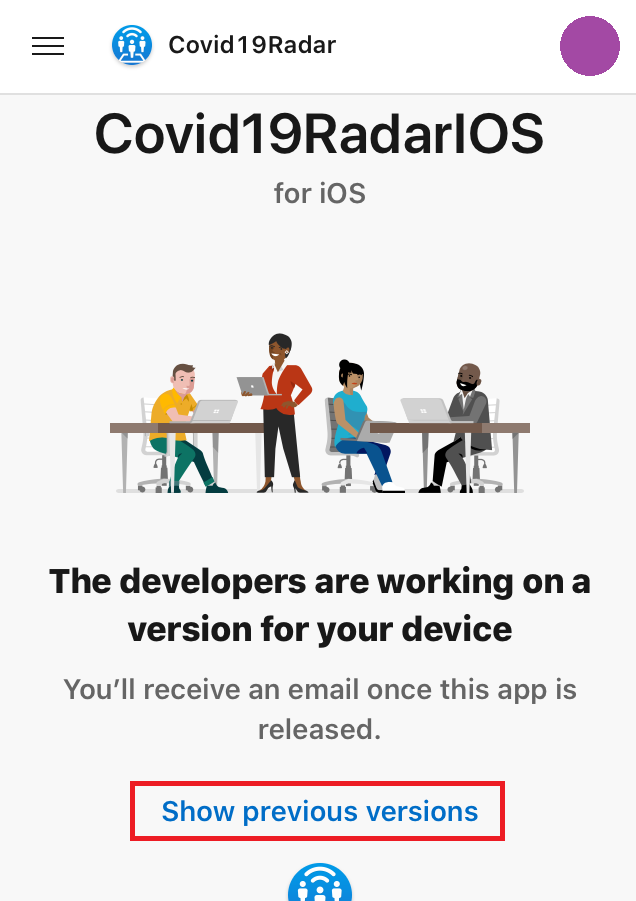 Covid19Radar
Covid19RadarIOS
for iOS
The developers are working on a
version for your device
You’ll receive an email once this app is
released.
Show previous versions